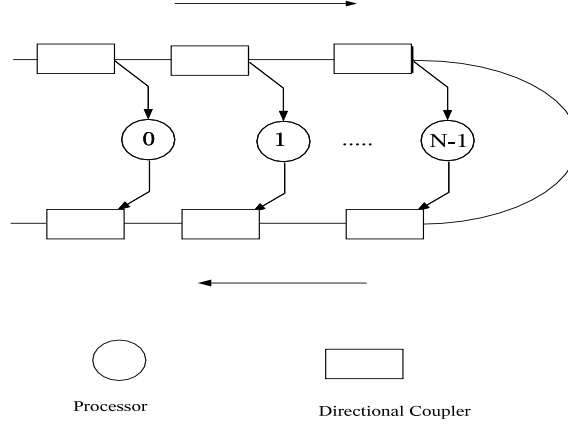 0 1 ..... N-1
Processor
Directional Coupler